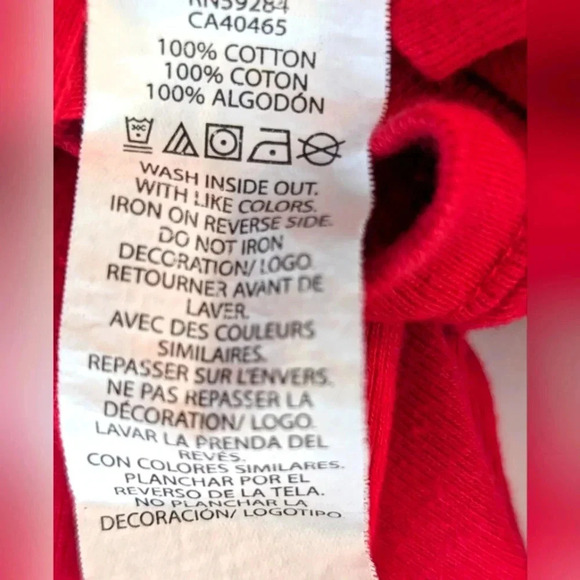 RN59284
CA40465
100% COTTON
100% COTON
100% ALGODÓN
30C
WASH INSIDE OUT.
WITH LIKE COLORS.
IRON ON REVERSE SIDE.
DO NOT IRON
DECORATION/ LOGO.
RETOURNER AVANT DE
LAVER.
AVEC DES COULEURS
SIMILAIRES.
REPASSER SUR L'ENVERS.
NE PAS REPASSER LA
DÉCORATION/ LOGO.
LAVAR LA PRENDA DEL
REVÉS.
CON COLORES SIMILARES.
PLANCHAR POR EL
REVERSO DE LA TELA.
NO PLANCHAR LA
DECORACIÓN/ LOGOTIPO